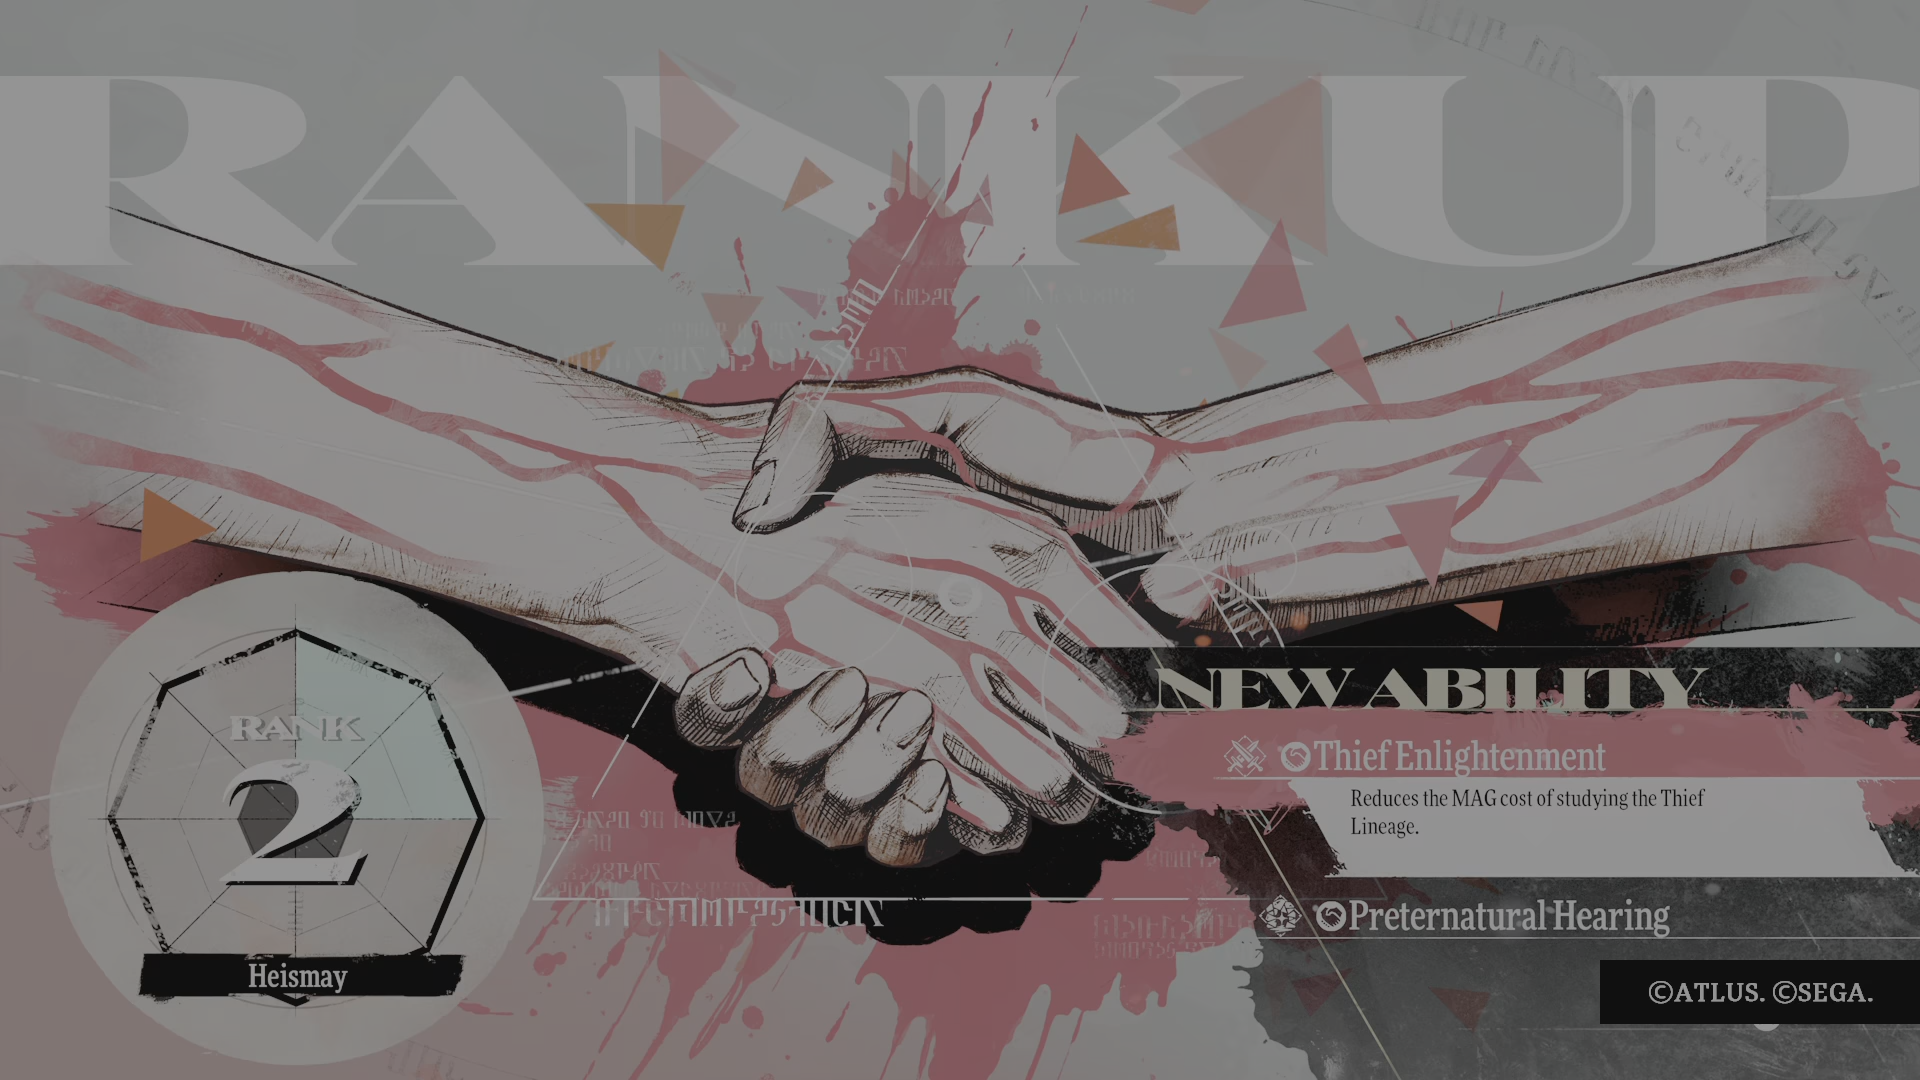 RANK UP
RANK
2
Heismay
NEW ABILITY
Thief Enlightenment
Reduces the MAG cost of studying the Thief
Lineage.
Preternatural Hearing
©ATLUS. ©SEGA.